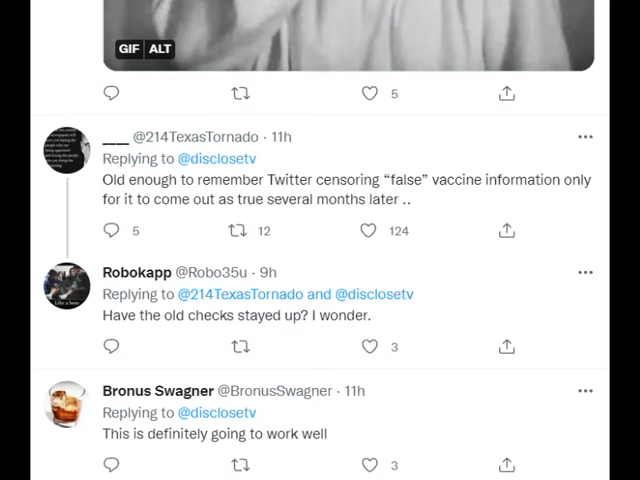 GIF ALT
5
____ @214TexasTornado · 11h
Replying to @disclosetv
Old enough to remember Twitter censoring “false” vaccine information only
for it to come out as true several months later ..
5 12 124
Robokapp @Robo35u · 9h
Replying to @214TexasTornado and @disclosetv
Have the old checks stayed up? I wonder.
3
Bronus Swagner @BronusSwagner · 11h
Replying to @disclosetv
This is definitely going to work well
3